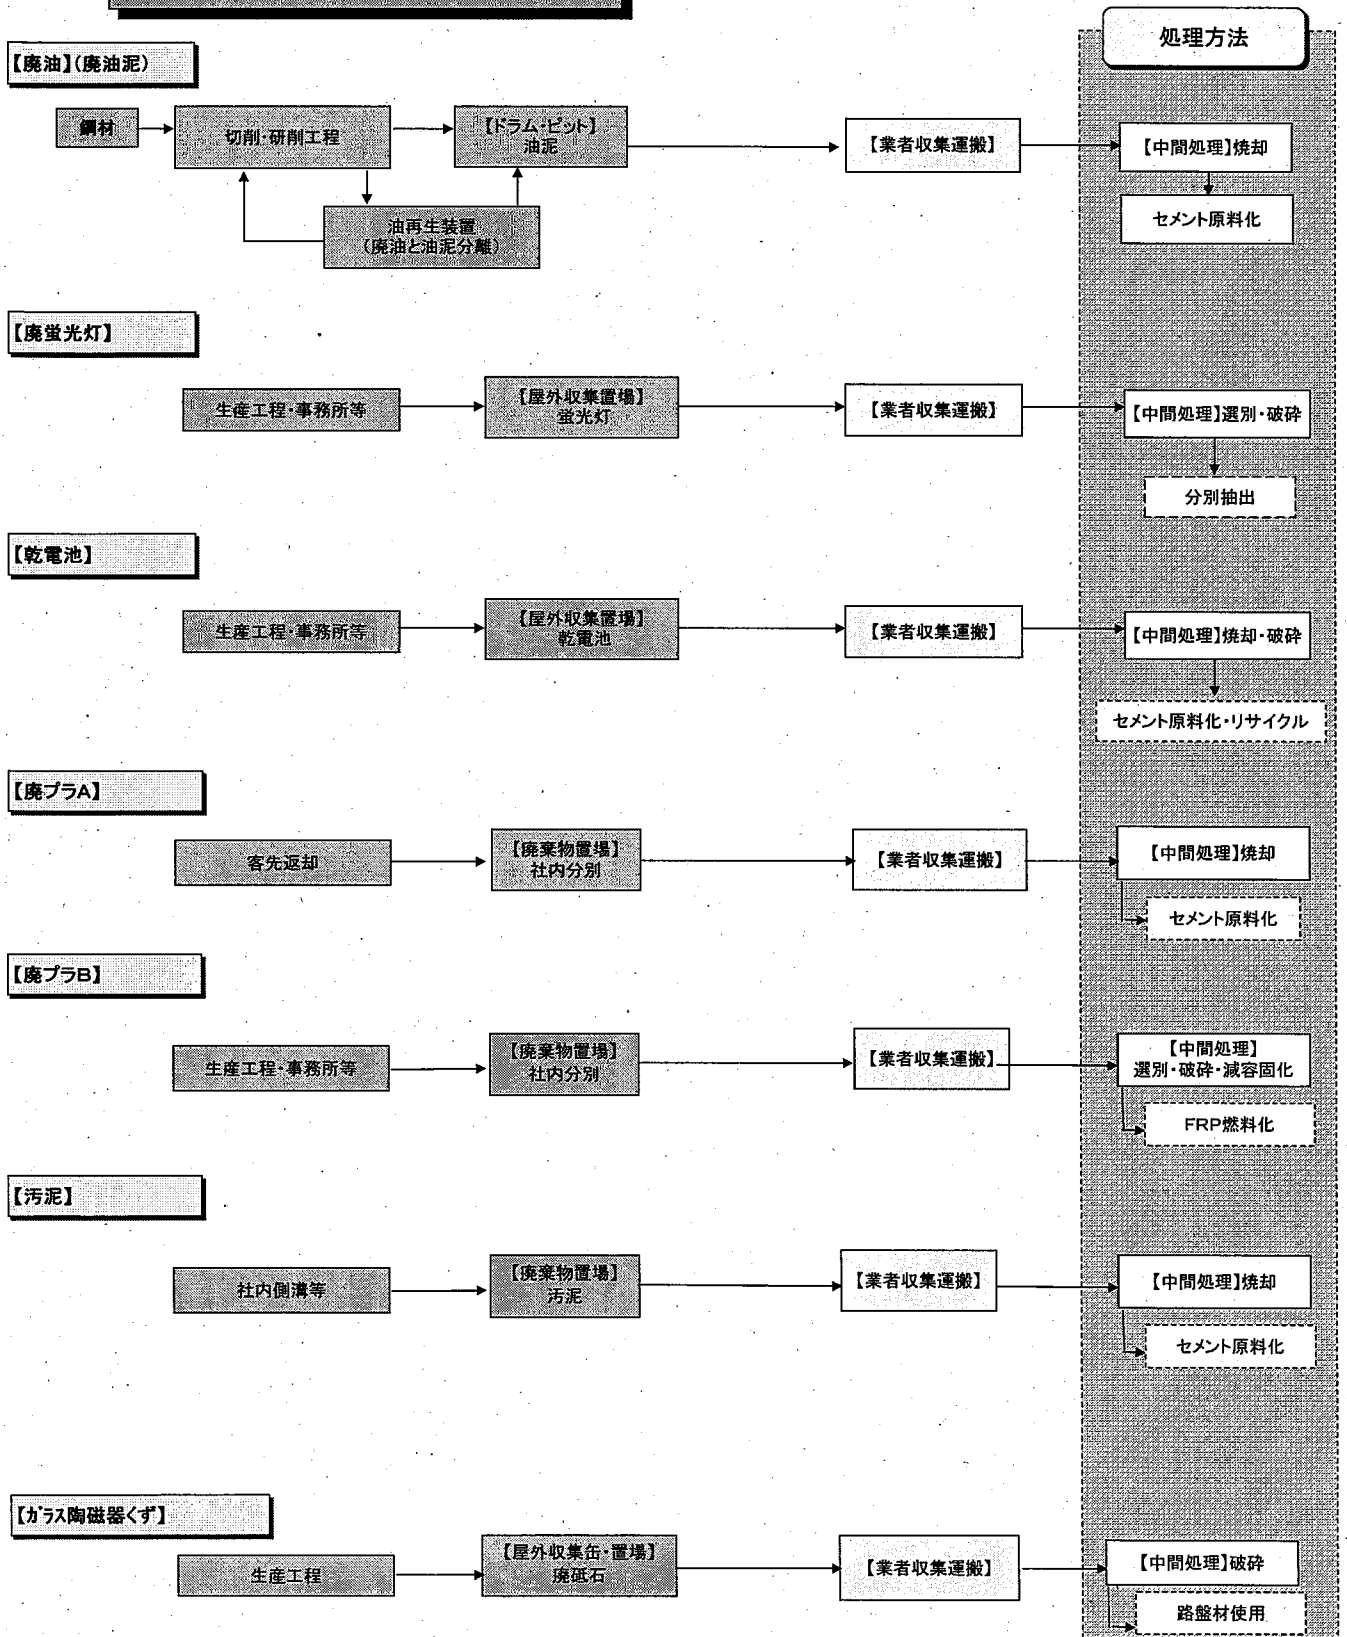 処理方法
【廃油】(廃油泥)
鋼材
切削・研削工程
【ドラム・ピット】
油泥
【業者収集運搬】
【中間処理】焼却
油再生装置
(廃油と油泥分離)
セメント原料化
【廃蛍光灯】
生産工程・事務所等
【屋外収集置場】
蛍光灯
【業者収集運搬】
【中間処理】選別・破砕
分別抽出
【乾電池】
生産工程・事務所等
【屋外収集置場】
乾電池
【業者収集運搬】
【中間処理】焼却・破砕
セメント原料化・リサイクル
【廃プラA】
客先返却
【廃棄物置場】
社内分別
【業者収集運搬】
【中間処理】焼却
セメント原料化
【廃プラB】
生産工程・事務所等
【廃棄物置場】
社内分別
【業者収集運搬】
【中間処理】
選別・破砕・減容固化
FRP燃料化
【汚泥】
社内側溝等
【廃棄物置場】
汚泥
【業者収集運搬】
【中間処理】焼却
セメント原料化
【ガラス陶磁器くず】
生産工程
【屋外収集缶・置場】
廃砥石
【業者収集運搬】
【中間処理】破砕
路盤材使用